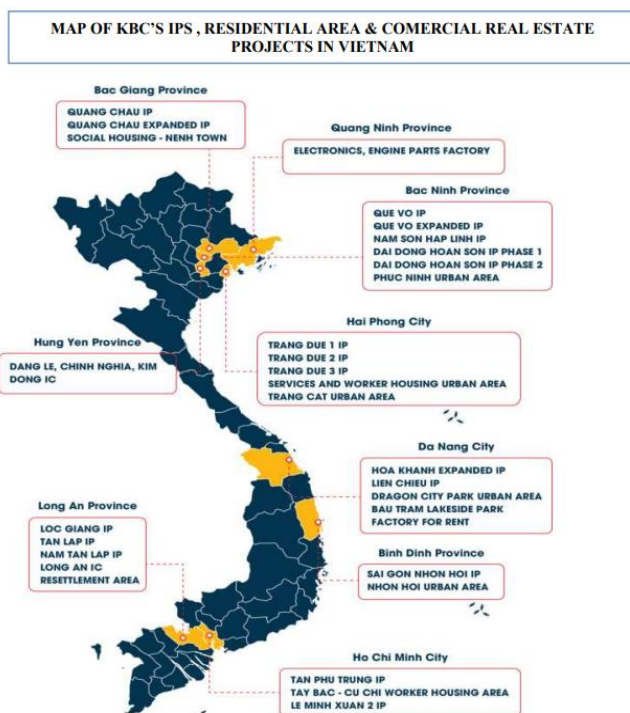 MAP OF KBC'S IPS , RESIDENTIAL AREA & COMERCIAL REAL ESTATE
PROJECTS IN VIETNAM
Bac Giang Province
QUANG CHAU IP
QUANG CHAU EXPANDED IP
SOCIAL HOUSING - NENH TOWN
Quang Ninh Province
ELECTRONICS, ENGINE PARTS FACTORY
Bac Ninh Province
QUE VO IP
QUE VO EXPANDED IP
NAM SON HAP LINH IP
DAI DONG HOAN SON IP PHASE 1
DAI DONG HOAN SON IP PHASE 2
PHUC NINH URBAN AREA
Hai Phong City
TRANG DUE 1 IP
TRANG DUE 2 IP
TRANG DUE 3 IP
SERVICES AND WORKER HOUSING URBAN AREA
TRANG CAT URBAN AREA
Hung Yen Province
DANG LE, CHINH NGHIA, KIM
DONG IC
Da Nang City
HOA KHANH EXPANDED IP
LIEN CHIEU IP
DRAGON CITY PARK URBAN AREA
BAU TRAM LAKESIDE PARK
FACTORY FOR RENT
Long An Province
LOC GIANG IP
TAN LAP IP
NAM TAN LAP IP
LONG AN IC
RESETTLEMENT AREA
Binh Dinh Province
SAI GON NHON HOI IP
NHON HOI URBAN AREA
Ho Chi Minh City
TAN PHU TRUNG IP
TAY BAC - CU CHI WORKER HOUSING AREA
LE MINH XUAN 2 IP